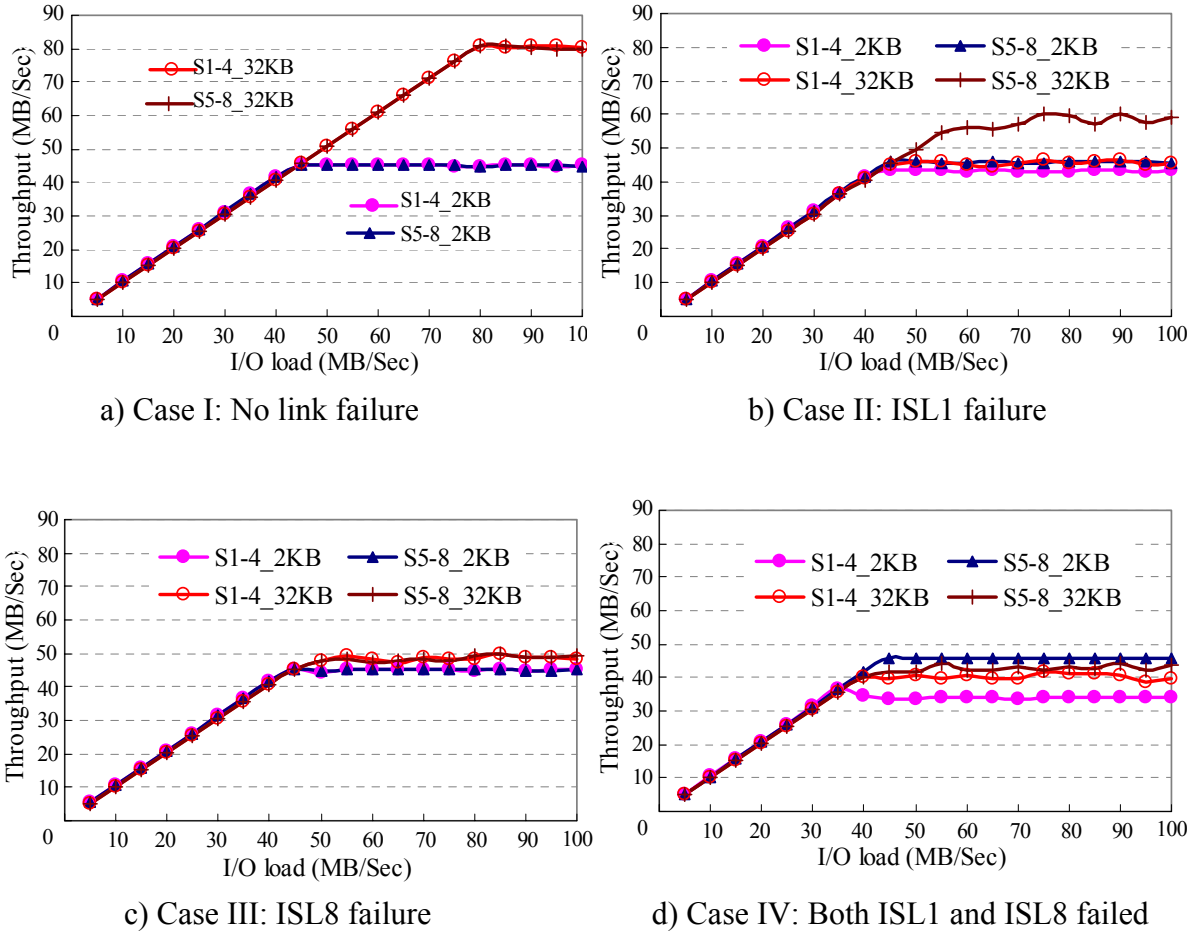 90
80
70
60
50
40
30
20
10
0
Throughput (MB/Sec)
S1-4_32KB
S5-8_32KB
S1-4_2KB
S5-8_2KB
10 20 30 40 50 60 70 80 90 10
I/O load (MB/Sec)
a) Case I: No link failure
90
80
70
60
50
40
30
20
10
0
Throughput (MB/Sec)
S1-4_2KB S5-8_2KB
S1-4_32KB S5-8_32KB
10 20 30 40 50 60 70 80 90 100
I/O load (MB/Sec)
b) Case II: ISL1 failure
90
80
70
60
50
40
30
20
10
0
Throughput (MB/Sec)
S1-4_2KB S5-8_2KB
S1-4_32KB S5-8_32KB
10 20 30 40 50 60 70 80 90 100
I/O load (MB/Sec)
c) Case III: ISL8 failure
90
80
70
60
50
40
30
20
10
0
Throughput (MB/Sec)
S1-4_2KB S5-8_2KB
S1-4_32KB S5-8_32KB
10 20 30 40 50 60 70 80 90 100
I/O load (MB/Sec)
d) Case IV: Both ISL1 and ISL8 failed